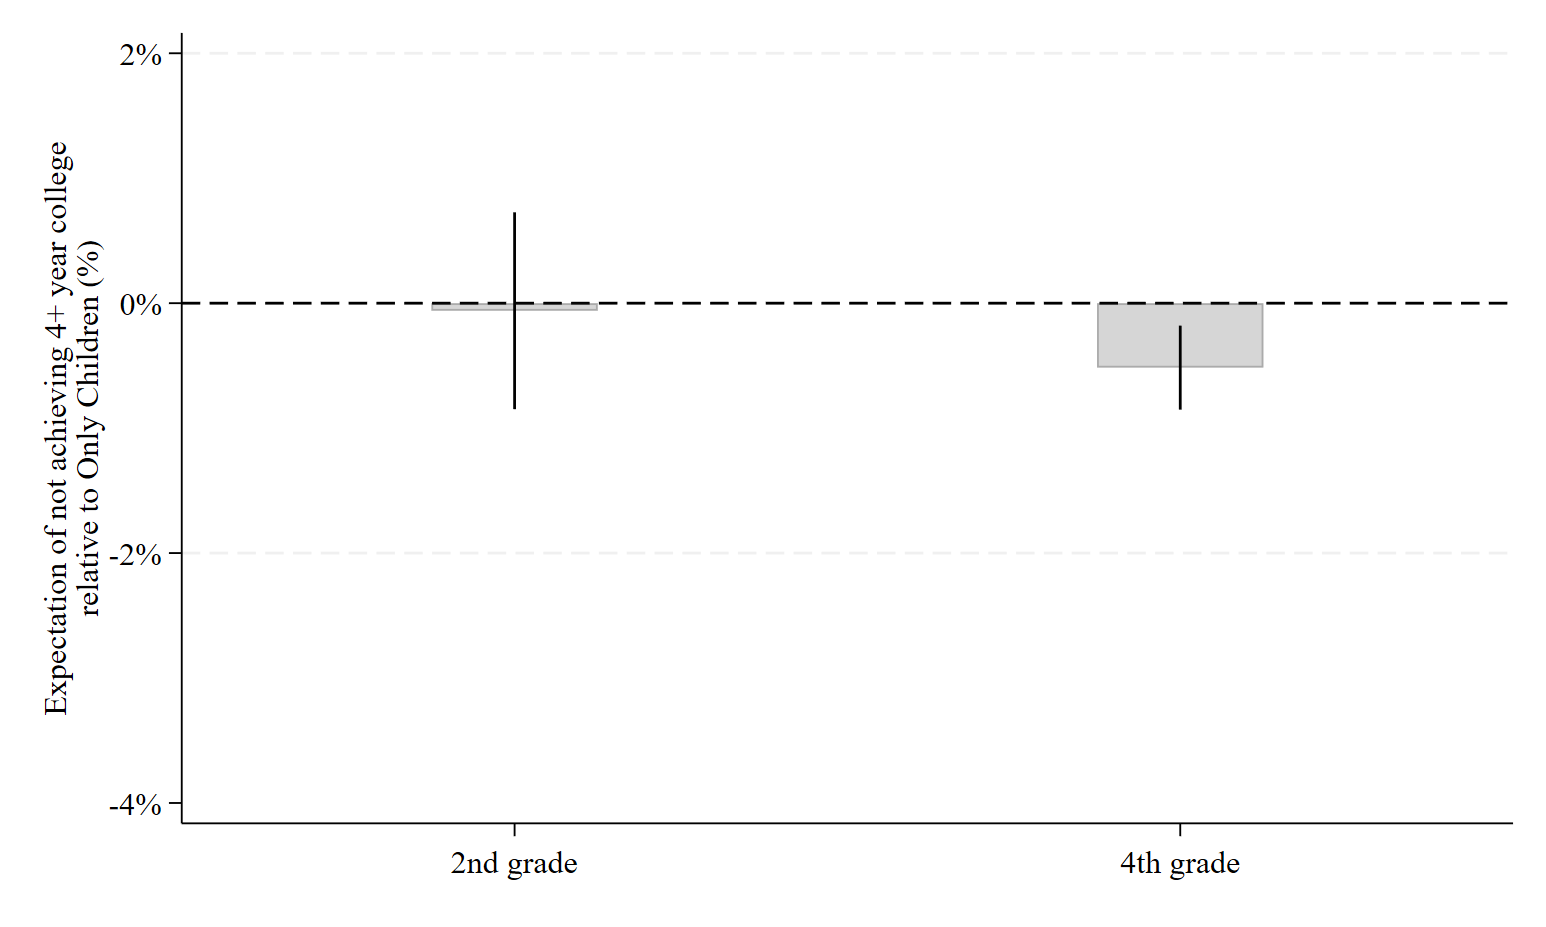 Expectation of not achieving 4+ year college
relative to Only Children (%)
2%
0%
-2%
-4%
2nd grade
4th grade